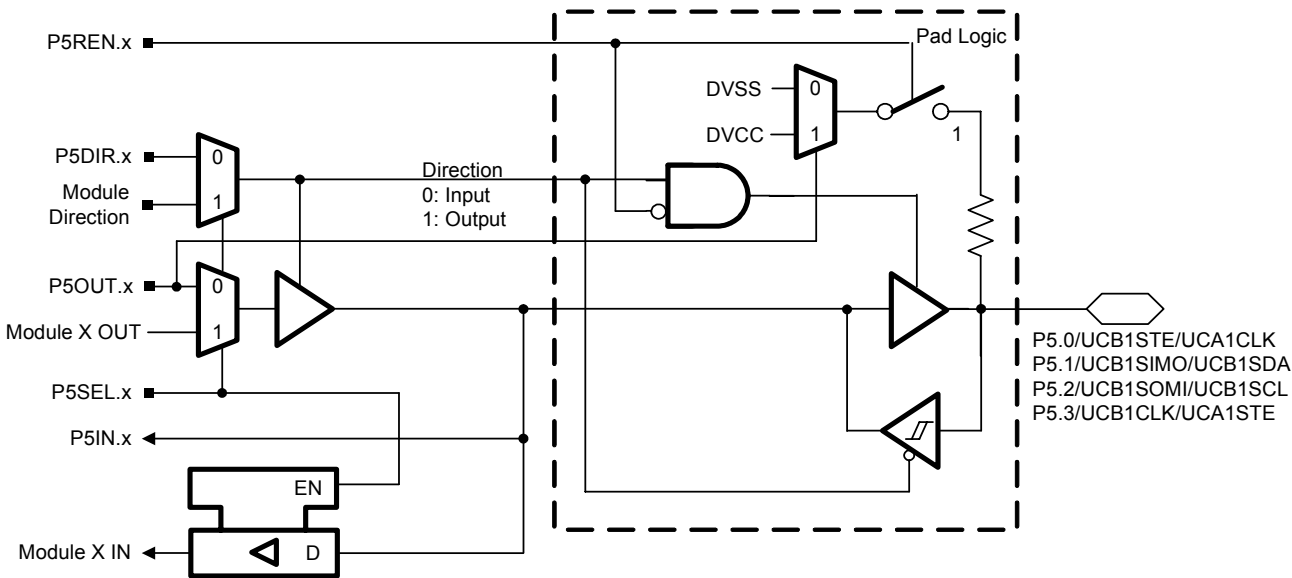 P5REN.x
Pad Logic
DVSS
0
DVCC
1
1
P5DIR.x
0
Module
Direction
1
Direction
0: Input
1: Output
P5OUT.x
0
Module X OUT
1
P5.0/UCB1STE/UCA1CLK
P5.1/UCB1SIMO/UCB1SDA
P5.2/UCB1SOMI/UCB1SCL
P5.3/UCB1CLK/UCA1STE
P5SEL.x
P5IN.x
EN
Module X IN
D